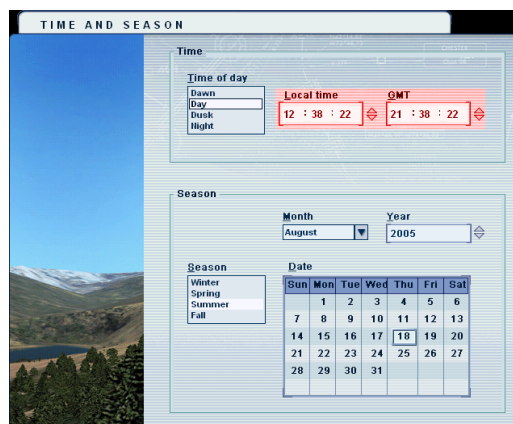 TIME AND SEASON
Time
Time of day
Dawn
Day
Dusk
Night
Local time
GMT
12 : 38 : 22
21 : 38 : 22
Season
Month
Year
August
2005
Season
Winter
Spring
Summer
Fall
Date
Sun Mon Tue Wed Thu Fri Sat
1 2 3 4 5 6
7 8 9 10 11 12 13
14 15 16 17 18 19 20
21 22 23 24 25 26 27
28 29 30 31